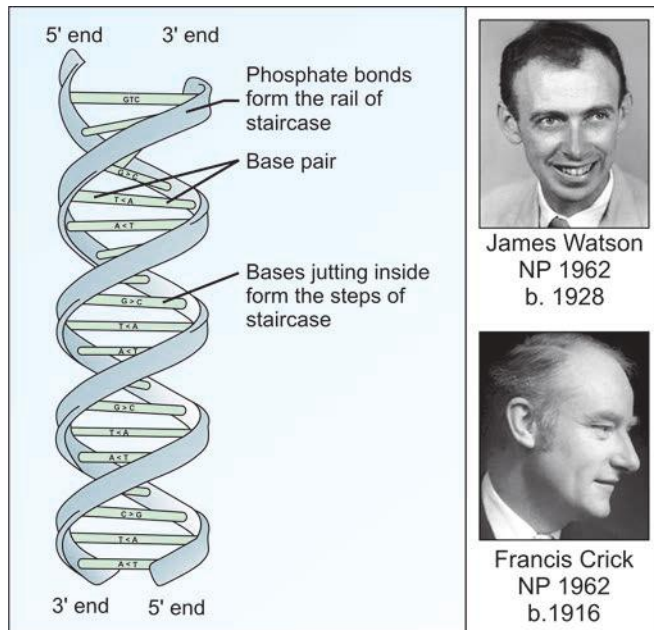 5' end 3' end
Phosphate bonds
form the rail of
staircase
Base pair
Bases jutting inside
form the steps of
staircase
GTC
G > C
T < A
A < T
G > C
T < A
A < T
G > C
T < A
A < T
C > G
T < A
A < T
3' end 5' end
James Watson
NP 1962
b. 1928
Francis Crick
NP 1962
b.1916